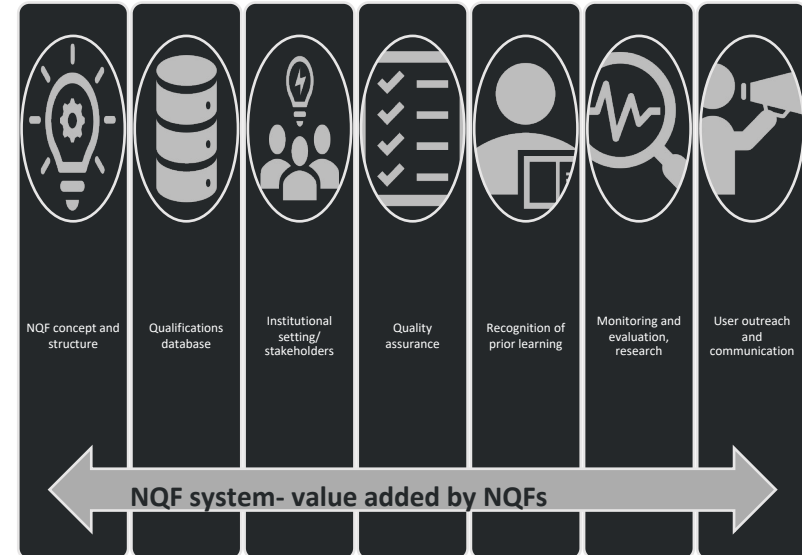 NQF concept and
structure
Qualifications
database
Institutional
setting/
stakeholders
Quality
assurance
Recognition of
prior learning
Monitoring and
evaluation,
research
User outreach
and
communication
NQF system- value added by NQFs